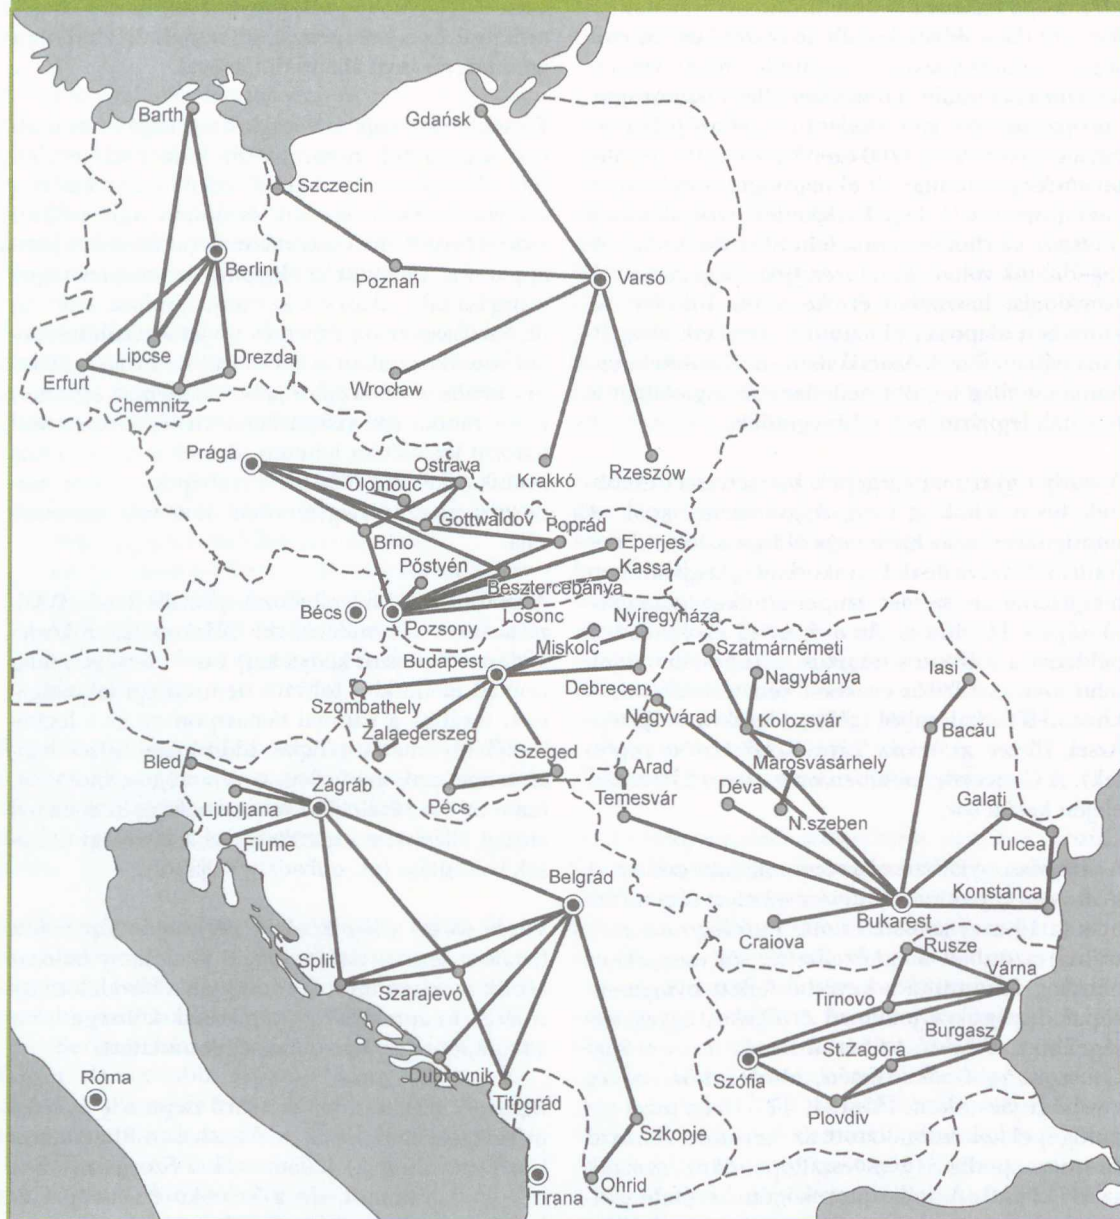 Barth
Gdańsk
Szczecin
Berlin
Poznań
Varsó
Lipcse
Drezda
Erfurt
Chemnitz
Wrocław
Prága
Ostrava
Olomouc
Krakkó
Rzeszów
Gottwaldov
Poprád
Brno
Eperjes
Pöstyén
Kassa
Besztercebánya
Bécs
Losonc
Pozsony
Nyíregyháza
Miskolc
Budapest
Szatmárnémeti
Debrecen
Nagybánya
Szombathely
Nagyvárad
Kolozsvár
Bacău
Zalaegerszeg
Szeged
Bled
Arad
Marosvásárhely
Zágráb
Pécs
Temesvár
Déva
Ljubljana
N.szeben
Galati
Fiume
Tulcea
Belgrád
Konstanca
Bukarest
Craiova
Rusze
Split
Szarajevó
Várna
Tirnovo
Burgasz
Dubrovnik
Szófia
St.Zagora
Róma
Titográd
Szkopje
Plovdiv
Tirana
Ohrid